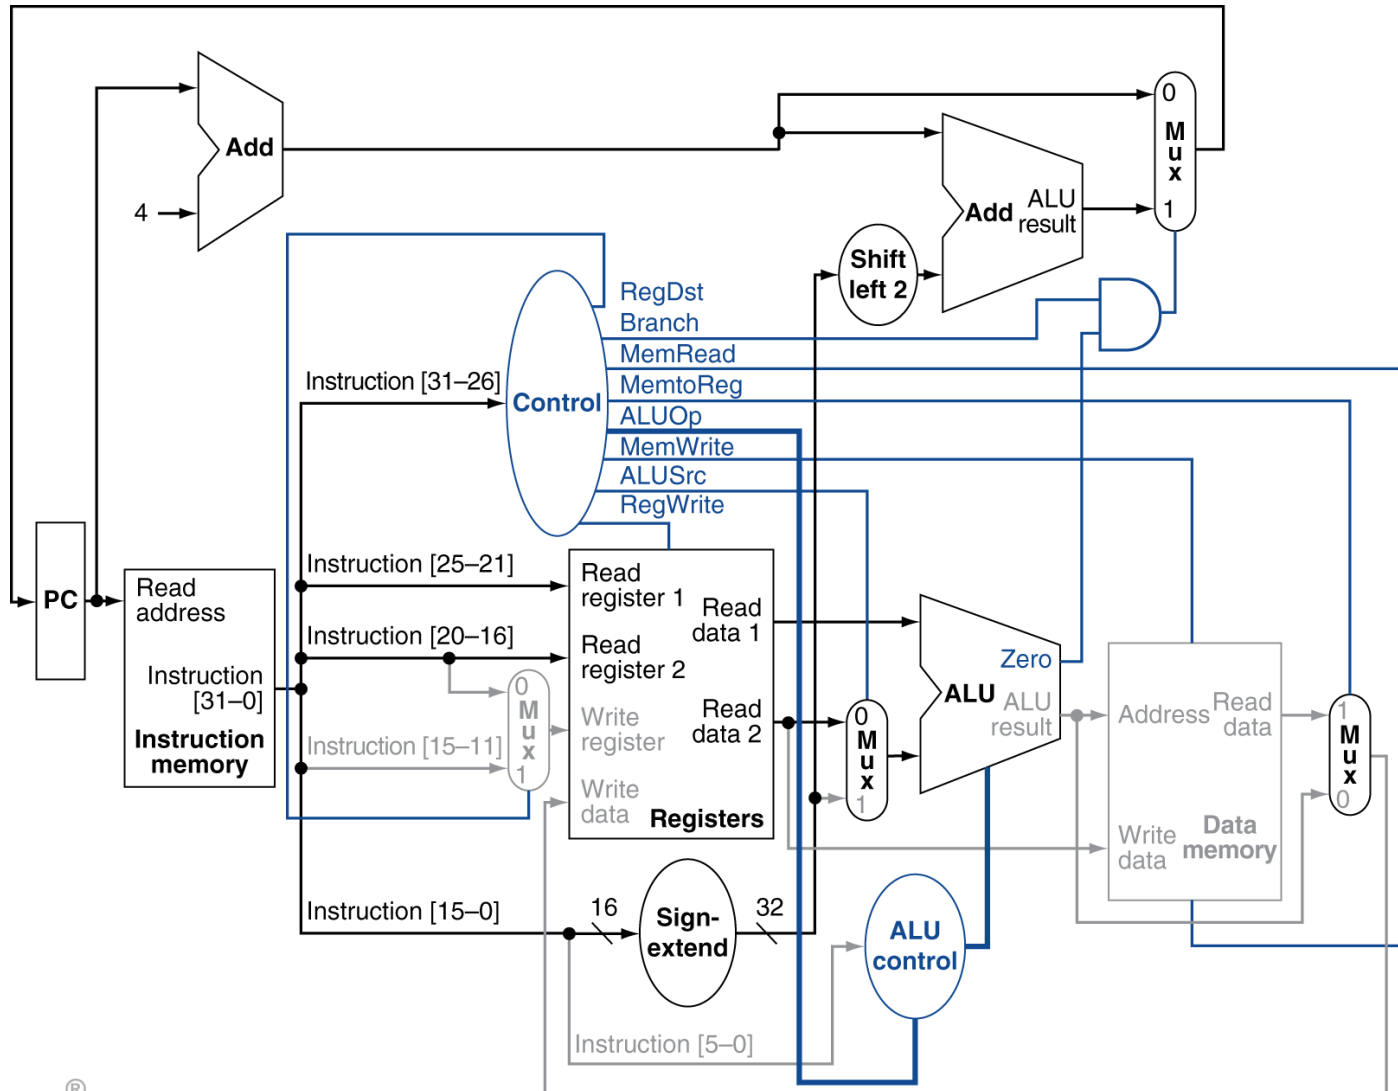 0
M
u
x
1
Add
4
Add
ALU
result
Shift
left 2
RegDst
Branch
MemRead
MemtoReg
ALUOp
MemWrite
ALUSrc
RegWrite
Instruction [31–26]
Control
Instruction [25–21]
Instruction [20–16]
Instruction [15–11]
Instruction [15–0]
Instruction [5–0]
PC
Read
address
Instruction
[31–0]
Instruction
memory
0
M
u
x
1
Read
register 1
Read
register 2
Write
register
Write
data
Read
data 1
Read
data 2
Registers
0
M
u
x
1
Zero
ALU
ALU
result
Address
Read
data
Write
data
Data
memory
1
M
u
x
0
16
Sign-
extend
32
ALU
control
®